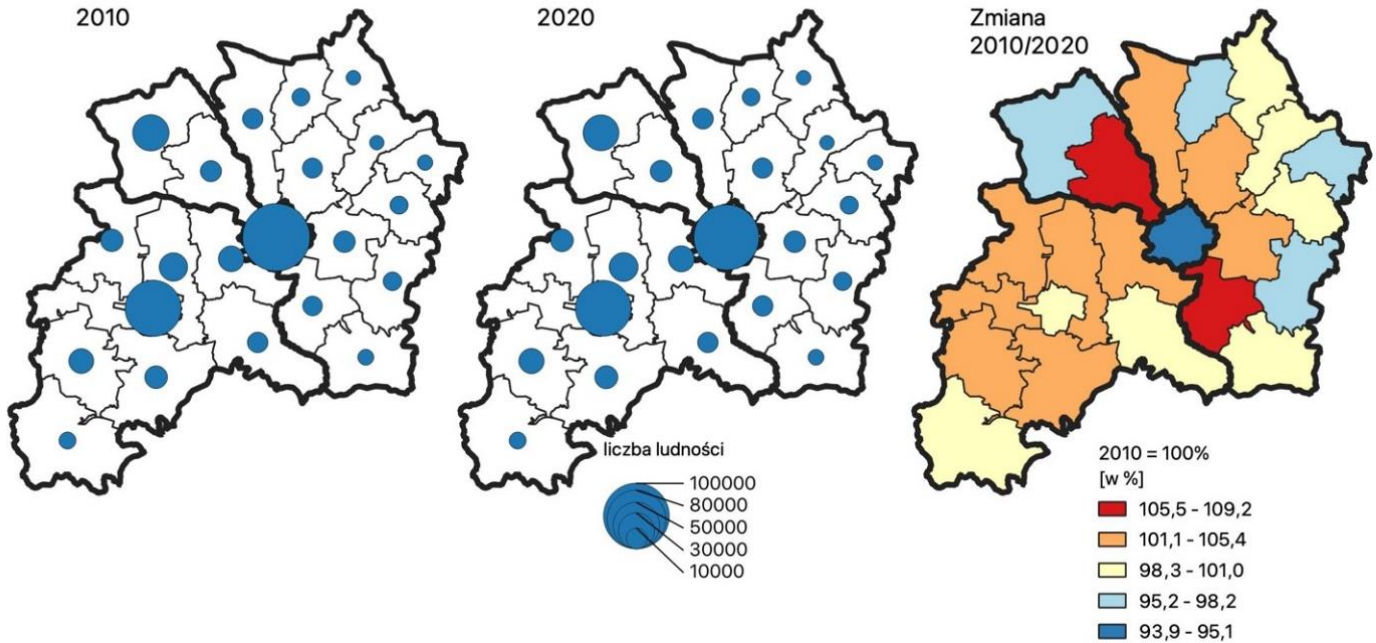 2010
2020
Zmiana
2010/2020
liczba ludności
100000
80000
50000
30000
10000
2010 = 100%
[w %]
105,5 - 109,2
101,1 - 105,4
98,3 - 101,0
95,2 - 98,2
93,9 - 95,1